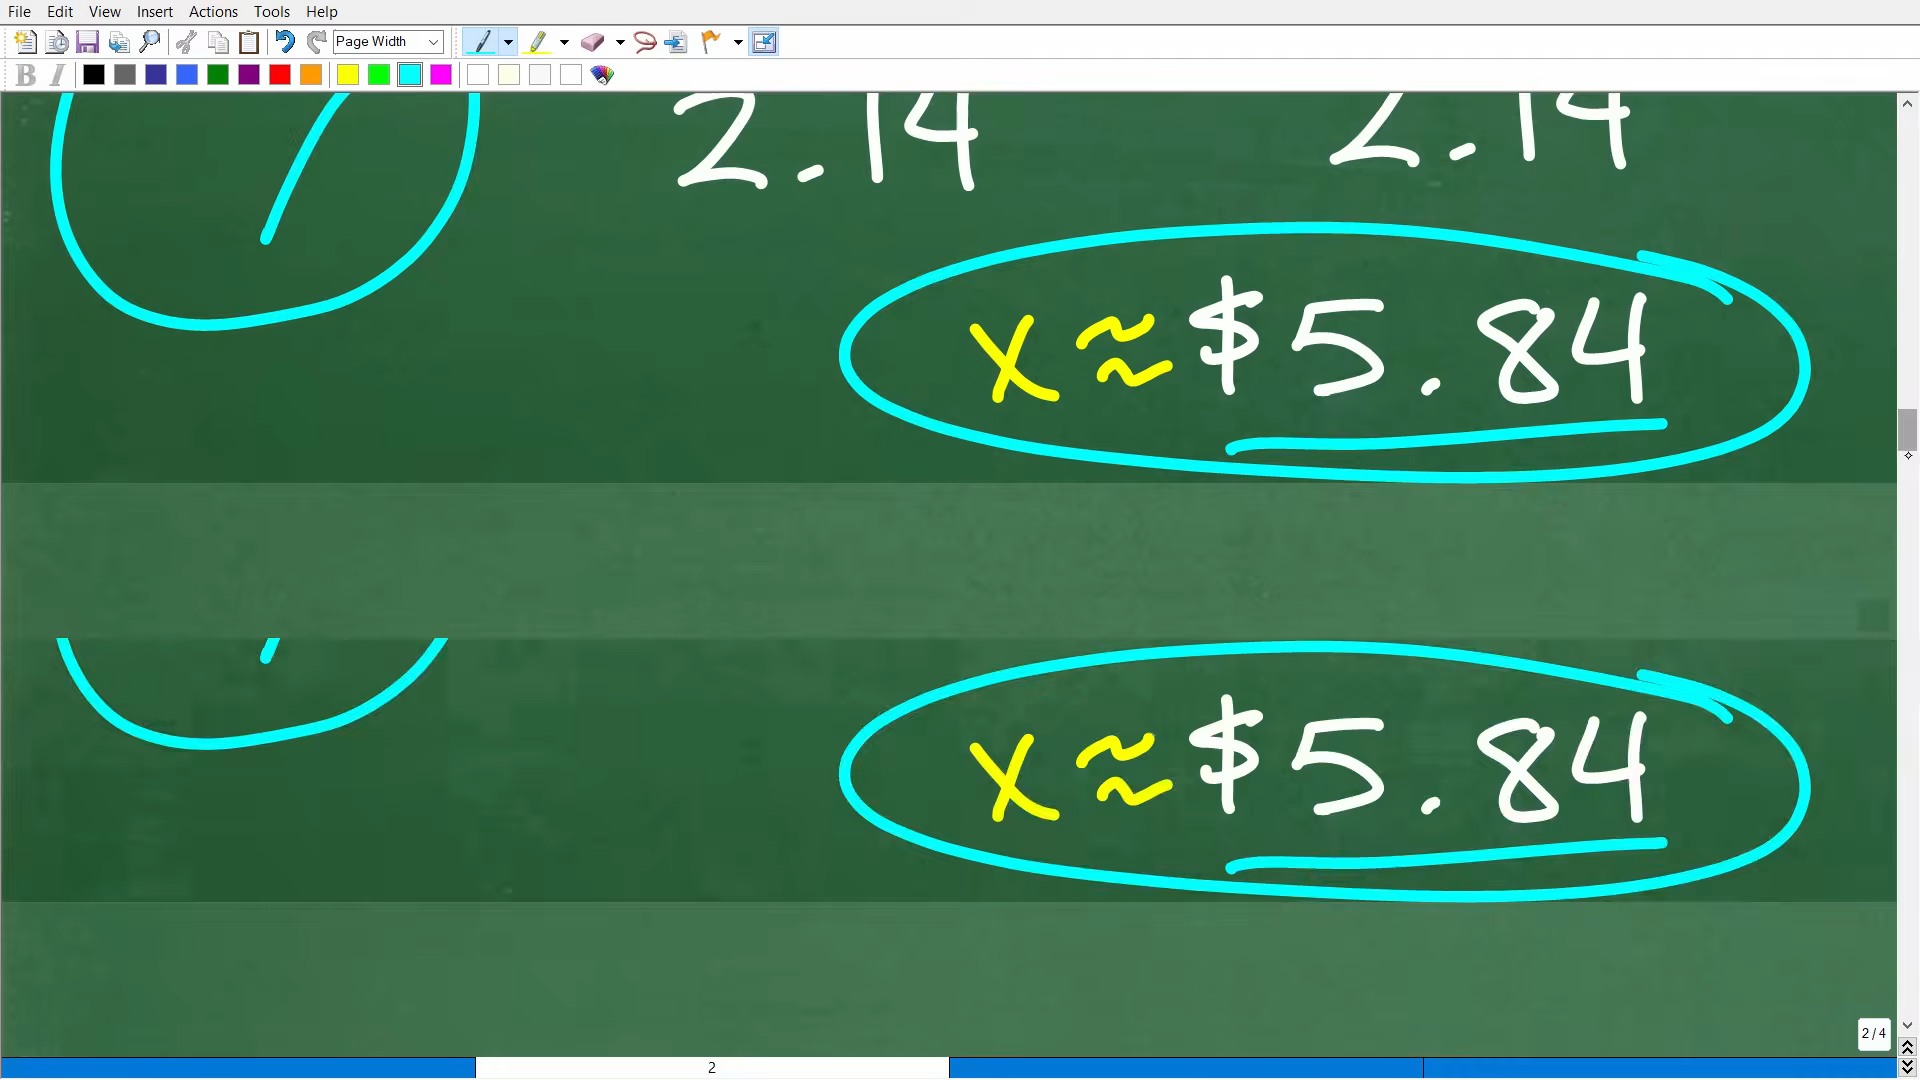 File Edit View Insert Actions Tools Help
Page Width
B I
2.14 2.14
x ≈ $5.84
x ≈ $5.84
2 / 4
2